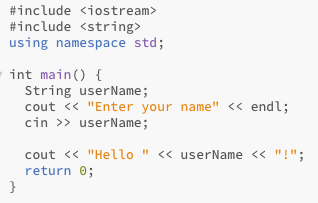 #include <iostream>
#include <string>
using namespace std;
int main() {
String userName;
cout << "Enter your name" << endl;
cin >> userName;
cout << "Hello " << userName << "!";
return 0;
}